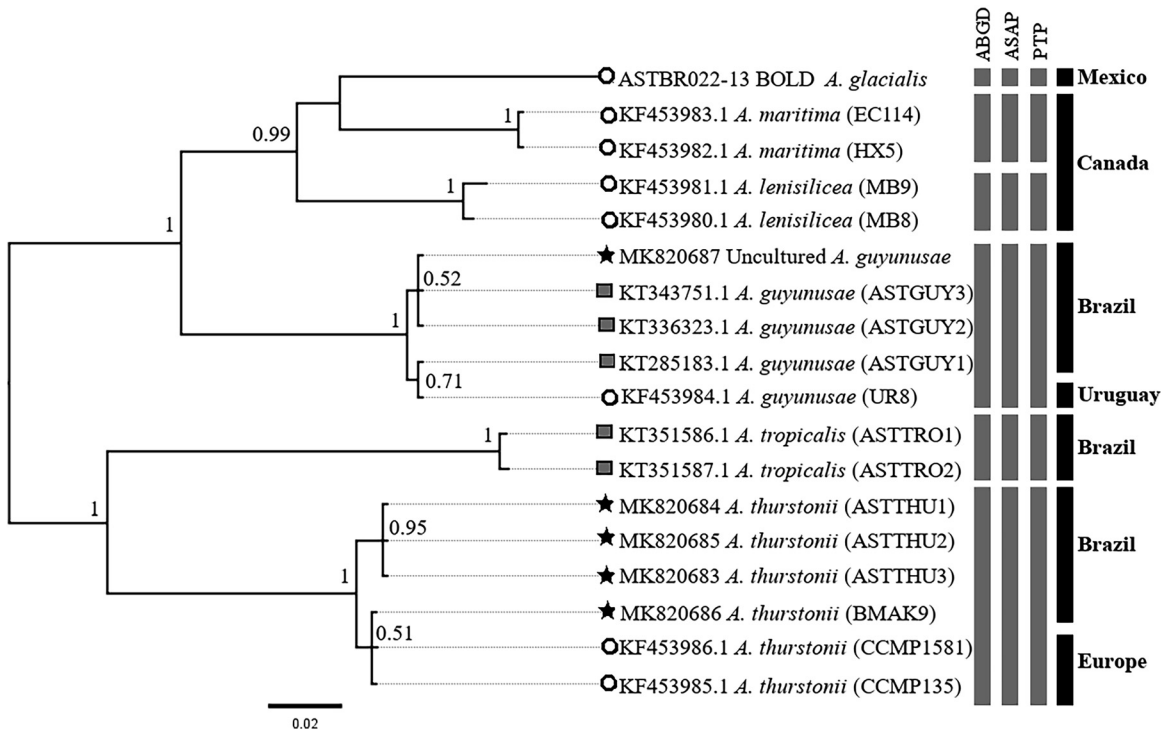 ABGD ASAP PTP
ASTBR022-13 BOLD A. glacialis Mexico
KF453983.1 A. maritima (EC114)
1
0.99
KF453982.1 A. maritima (HX5)
Canada
KF453981.1 A. lenisilicea (MB9)
1
KF453980.1 A. lenisilicea (MB8)
1
MK820687 Uncultured A. guyunusae
0.52
KT343751.1 A. guyunusae (ASTGUY3)
Brazil
1
KT336323.1 A. guyunusae (ASTGUY2)
KT285183.1 A. guyunusae (ASTGUY1)
0.71
KF453984.1 A. guyunusae (UR8) Uruguay
1
KT351586.1 A. tropicalis (ASTTRO1)
Brazil
KT351587.1 A. tropicalis (ASTTRO2)
1
MK820684 A. thurstonii (ASTTHU1)
0.95
MK820685 A. thurstonii (ASTTHU2)
Brazil
1
MK820683 A. thurstonii (ASTTHU3)
MK820686 A. thurstonii (BMAK9)
0.51
KF453986.1 A. thurstonii (CCMP1581)
Europe
KF453985.1 A. thurstonii (CCMP135)
0.02